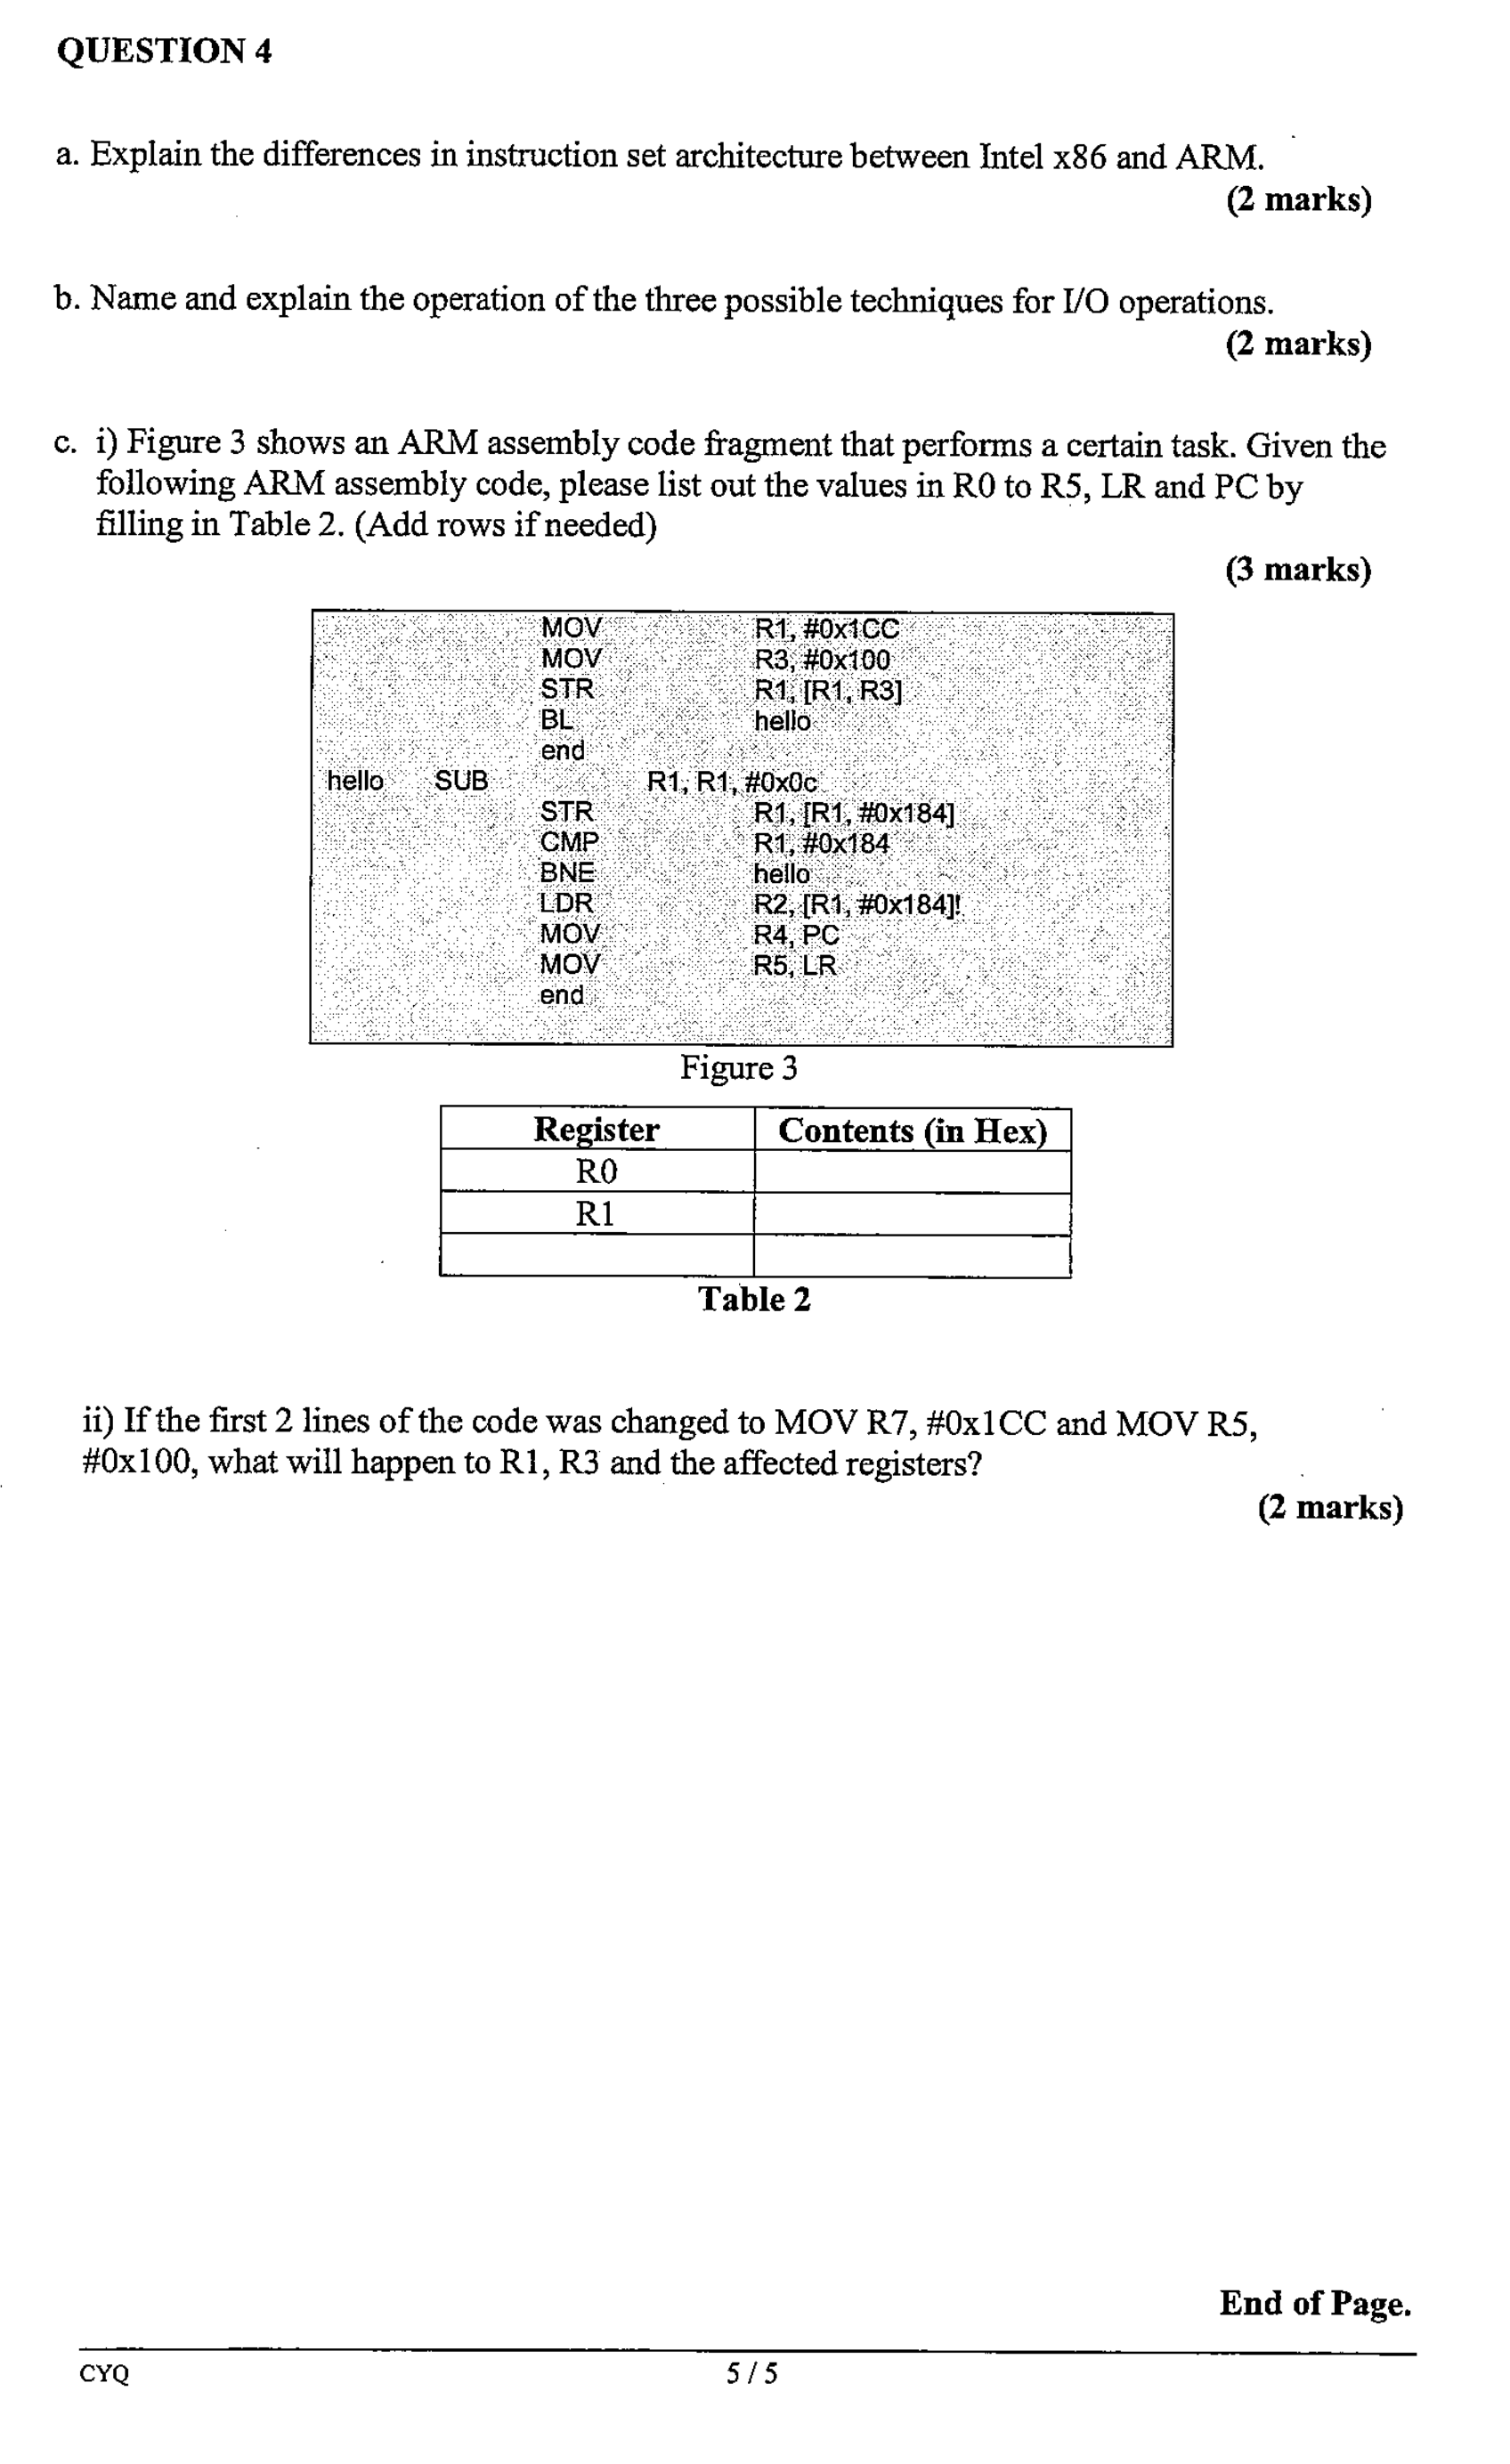 QUESTION 4
a. Explain the differences in instruction set architecture between Intel x86 and ARM.
(2 marks)
b. Name and explain the operation of the three possible techniques for I/O operations.
(2 marks)
c. i) Figure 3 shows an ARM assembly code fragment that performs a certain task. Given the
following ARM assembly code, please list out the values in R0 to R5, LR and PC by
filling in Table 2. (Add rows if needed)
(3 marks)
MOV R1, #0x1CC
MOV R3, #0x100
STR R1, [R1, R3]
BL hello
end
hello SUB R1, R1, #0x0c
STR R1, [R1, #0x184]
CMP R1, #0x184
BNE hello
LDR R2, [R1, #0x184]!
MOV R4, PC
MOV R5, LR
end
Figure 3
Register Contents (in Hex)
R0
R1
Table 2
ii) If the first 2 lines of the code was changed to MOV R7, #0x1CC and MOV R5,
#0x100, what will happen to R1, R3 and the affected registers?
(2 marks)
End of Page.
CYQ 5 / 5